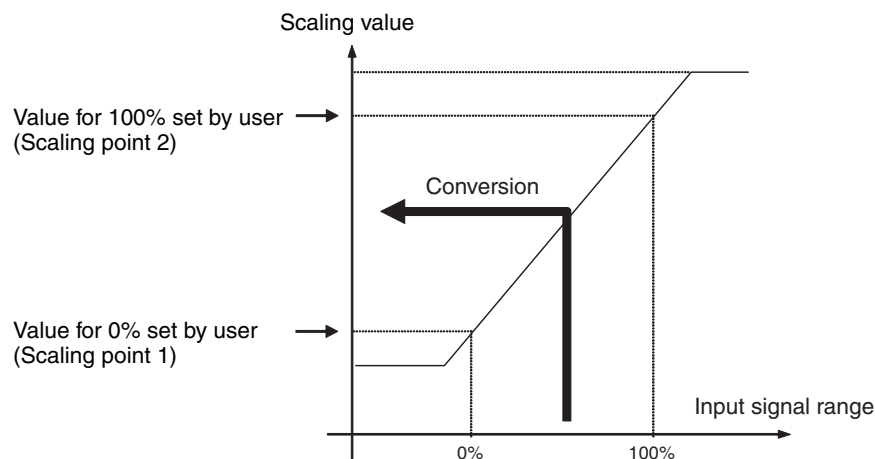 Scaling value
Value for 100% set by user
(Scaling point 2)
Conversion
Value for 0% set by user
(Scaling point 1)
Input signal range
0%
100%